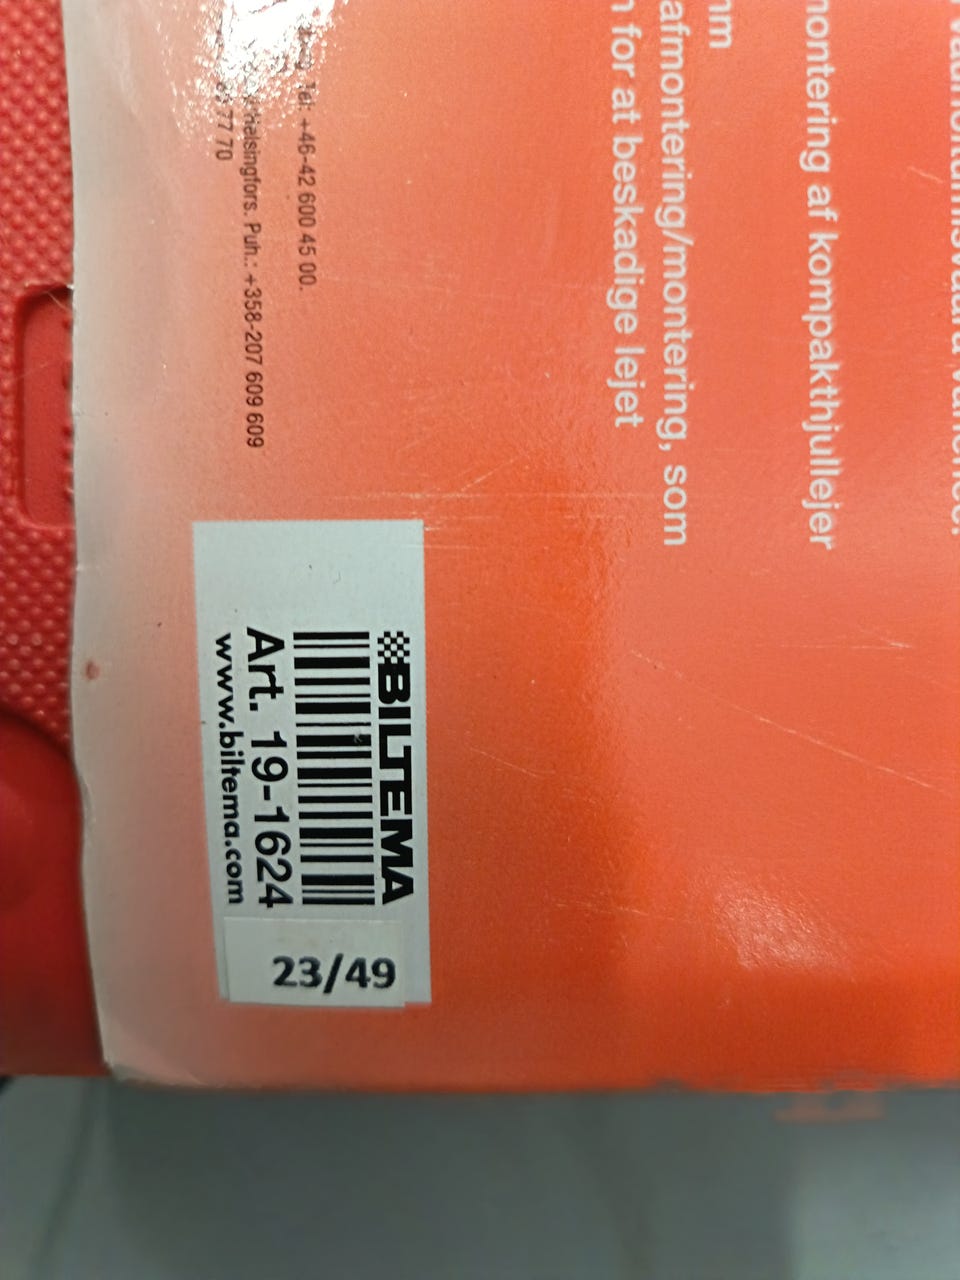 montering af kompakthjullejer
mm
afmontering/montering, som
for at beskadige lejet
Tel: +46-42 600 45 00.
Helsingfors. Puh.: +358-207 609 609
77 70
BILTEMA
Art. 19-1624
www.biltema.com
23/49